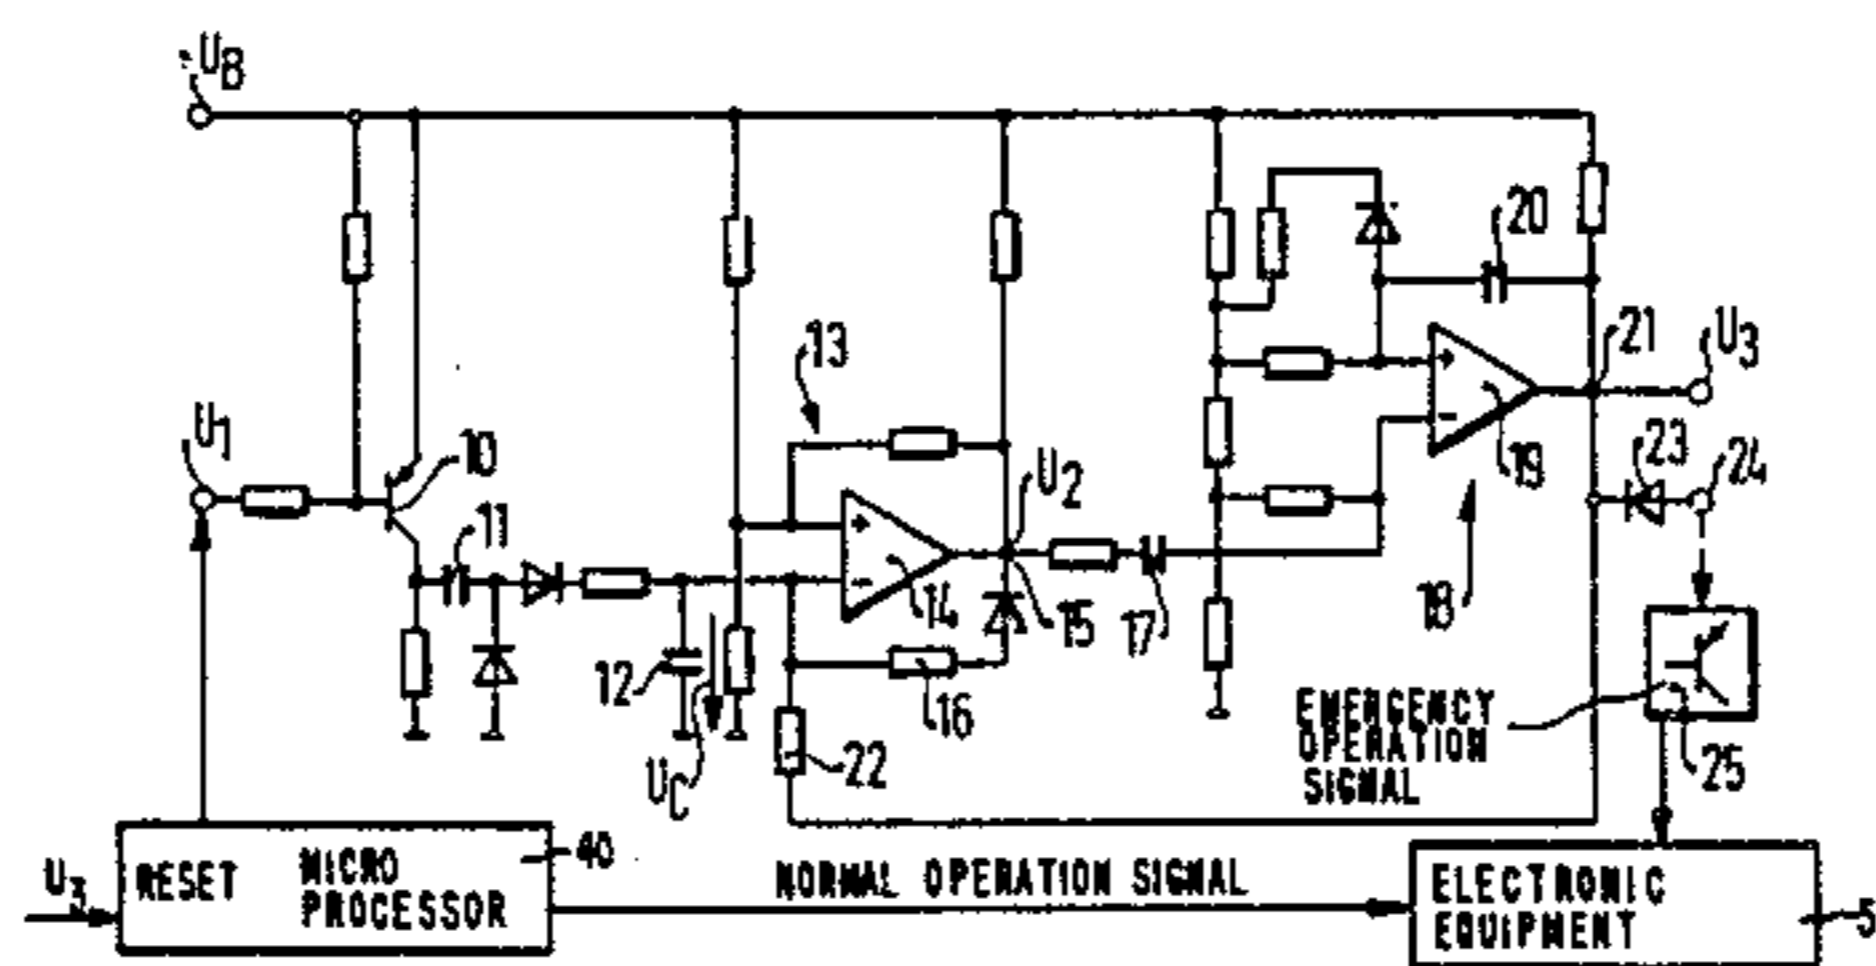 UB
20
21
U3
13
U1
10
11
U2
23
24
19
+
-
+
-
14
15
17
18
12
16
22
UC
EMERGENCY
OPERATION
SIGNAL
25
U3
RESET
MICRO
PROCESSOR
40
NORMAL OPERATION SIGNAL
ELECTRONIC
EQUIPMENT
5